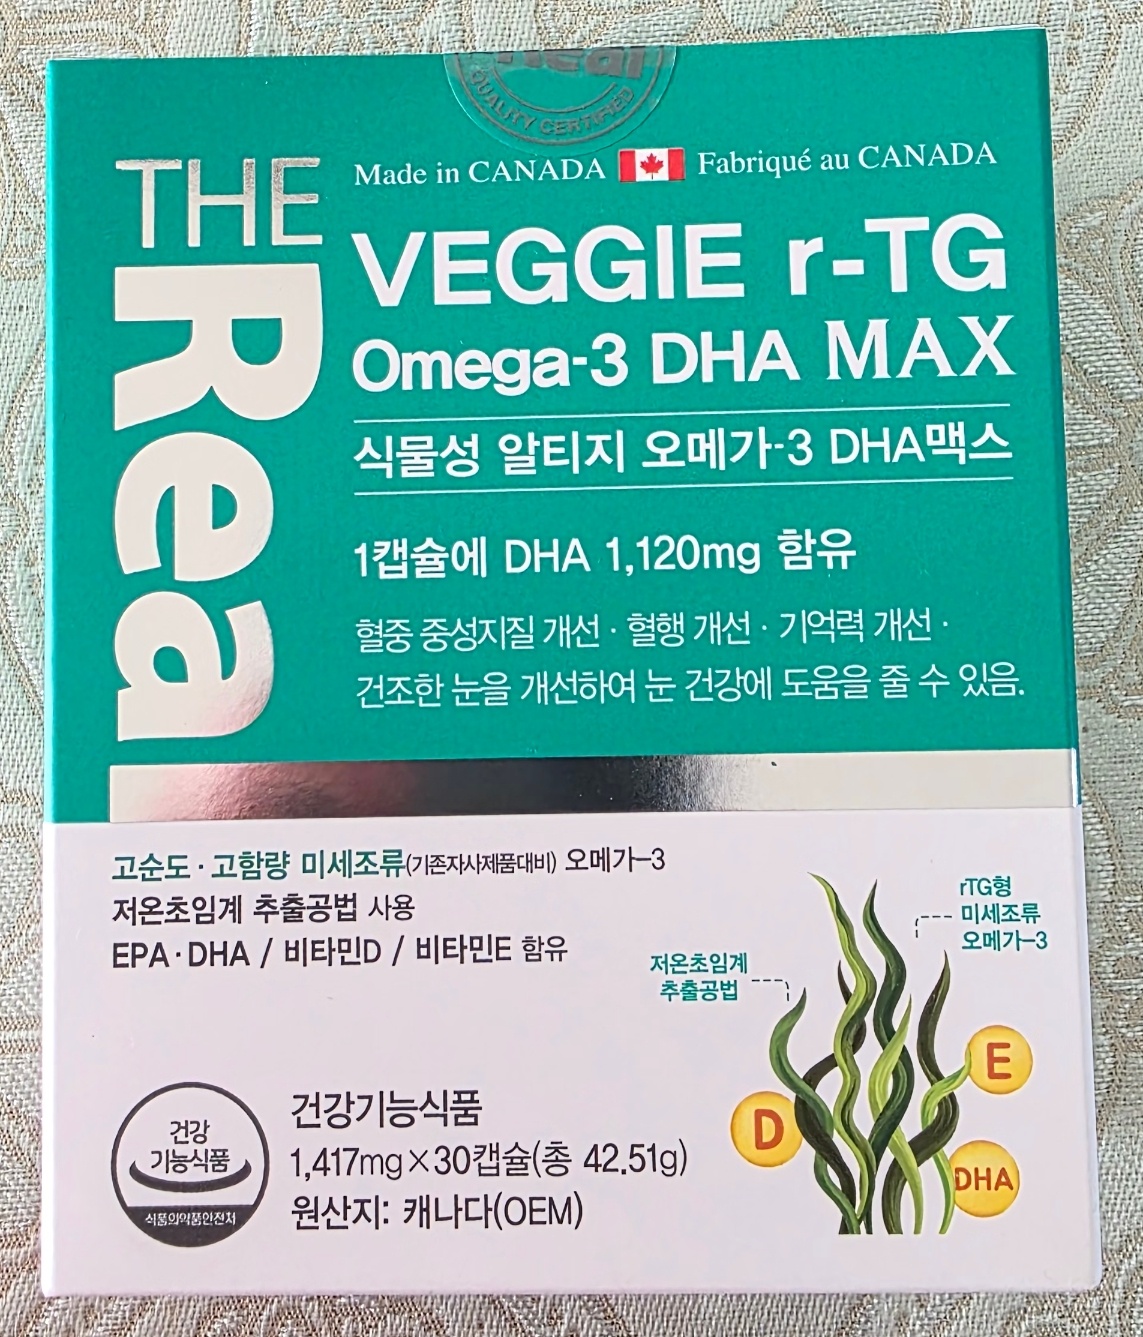 Real
QUALITY CERTIFIED
THE Real
Made in CANADA Fabriqué au CANADA
VEGGIE r-TG
Omega-3 DHA MAX
식물성 알티지 오메가-3 DHA맥스
1캡슐에 DHA 1,120mg 함유
혈중 중성지질 개선 · 혈행 개선 · 기억력 개선 ·
건조한 눈을 개선하여 눈 건강에 도움을 줄 수 있음.
고순도 · 고함량 미세조류(기존자사제품대비) 오메가-3
저온초임계 추출공법 사용
EPA · DHA / 비타민D / 비타민E 함유
rTG형
미세조류
오메가-3
저온초임계
추출공법
E
D
DHA
건강
기능식품
식품의약품안전처
건강기능식품
1,417mg×30캡슐(총 42.51g)
원산지: 캐나다(OEM)